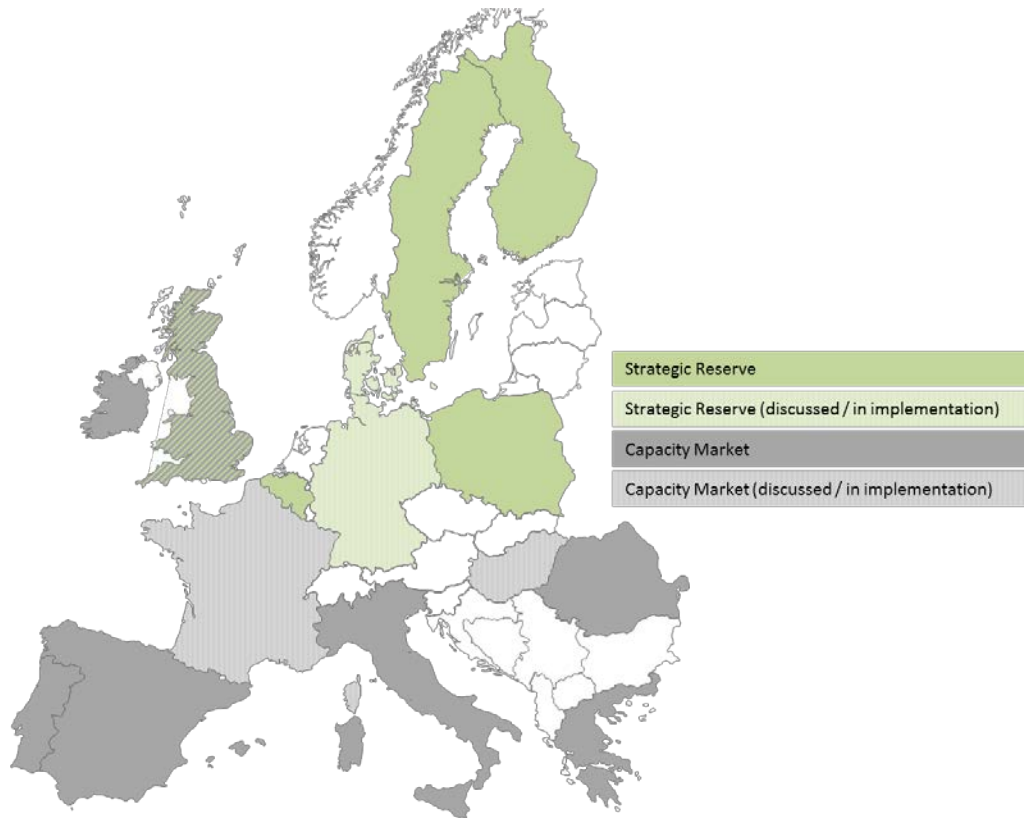 Strategic Reserve
Strategic Reserve (discussed / in implementation)
Capacity Market
Capacity Market (discussed / in implementation)